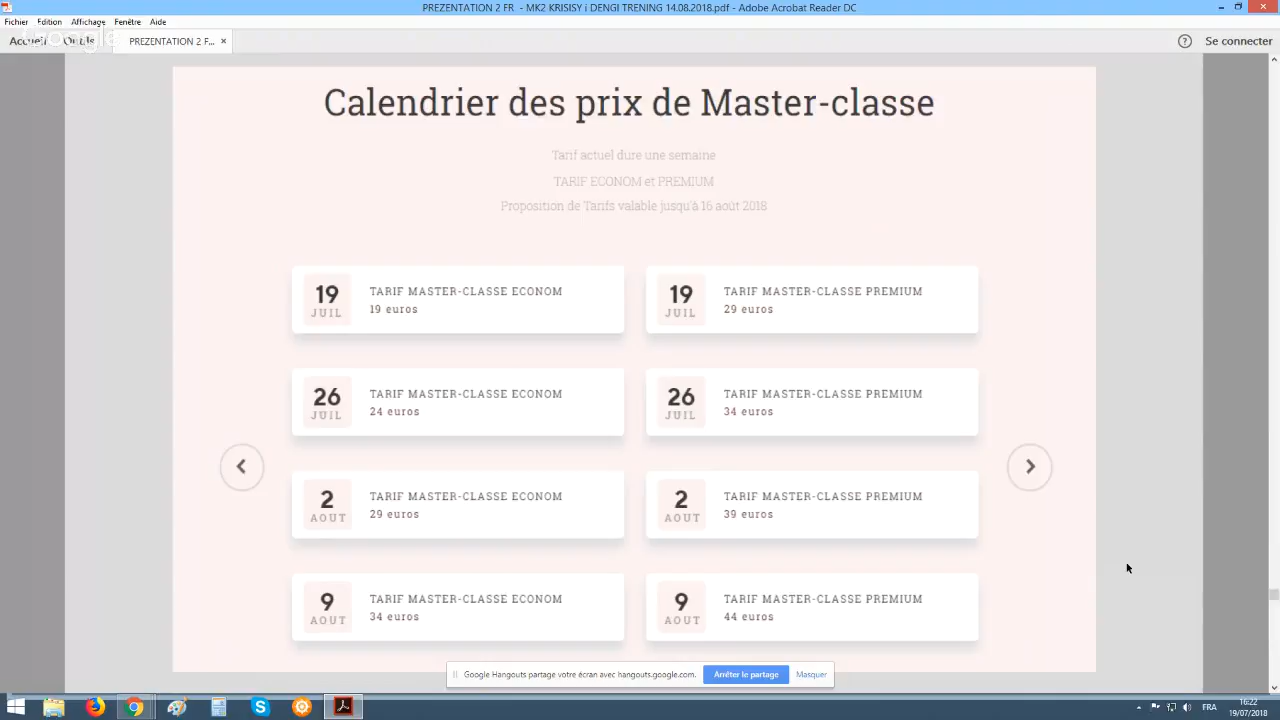 PREZENTATION 2 FR - MK2 KRISISY i DENGI TRENING 14.08.2018.pdf - Adobe Acrobat Reader DC
Fichier Edition Affichage Fenêtre Aide
Google
Accueil Outils PREZENTATION 2 F... × ? Se connecter
Calendrier des prix de Master-classe
Tarif actuel dure une semaine
TARIF ECONOM et PREMIUM
Proposition de Tarifs valable jusqu'à 16 août 2018
19 JUIL
TARIF MASTER-CLASSE ECONOM
19 euros
19 JUIL
TARIF MASTER-CLASSE PREMIUM
29 euros
26 JUIL
TARIF MASTER-CLASSE ECONOM
24 euros
26 JUIL
TARIF MASTER-CLASSE PREMIUM
34 euros
2 AOUT
TARIF MASTER-CLASSE ECONOM
29 euros
2 AOUT
TARIF MASTER-CLASSE PREMIUM
39 euros
9 AOUT
TARIF MASTER-CLASSE ECONOM
34 euros
9 AOUT
TARIF MASTER-CLASSE PREMIUM
44 euros
Google Hangouts partage votre écran avec hangouts.google.com. Arrêter le partage Masquer
FRA 16:22
19/07/2018